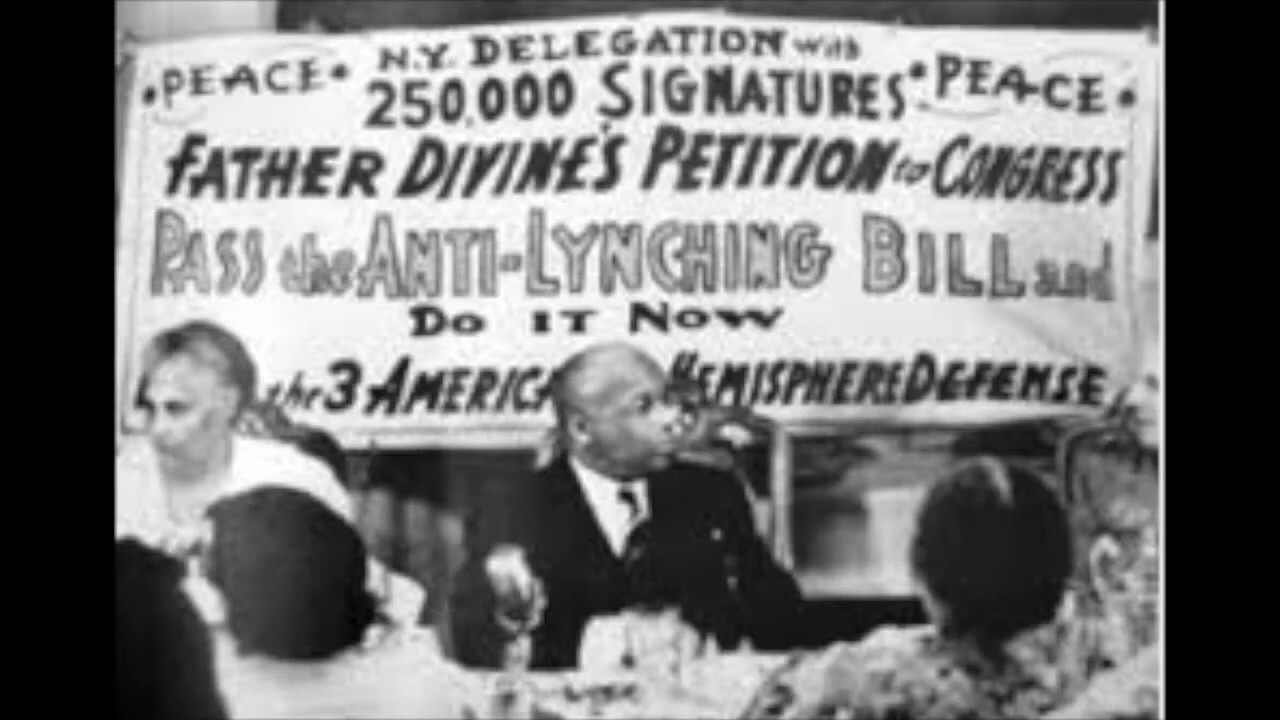 N.Y. DELEGATION with
•PEACE• 250.000 SIGNATURES •PEACE•
FATHER DIVINE'S PETITION to CONGRESS
PASS the ANTI-LYNCHING BILL and
DO IT NOW
the 3 AMERICA HEMISPHERE DEFENSE